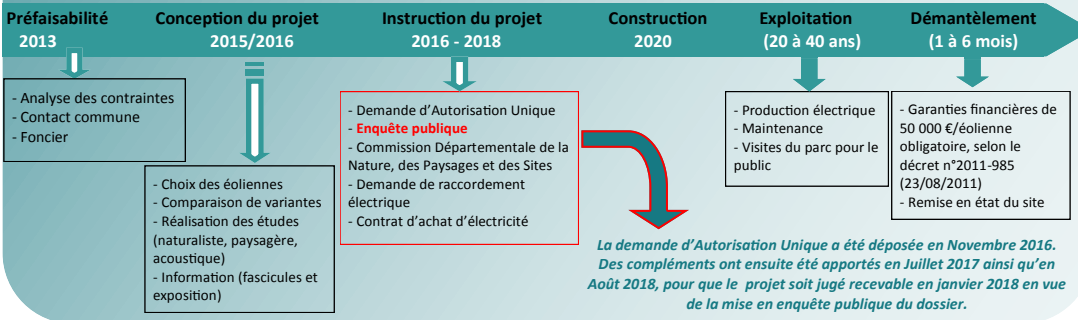 Préfaisabilité
2013
Conception du projet
2015/2016
Instruction du projet
2016 - 2018
Construction
2020
Exploitation
(20 à 40 ans)
Démantèlement
(1 à 6 mois)
- Analyse des contraintes
- Contact commune
- Foncier
- Choix des éoliennes
- Comparaison de variantes
- Réalisation des études
(naturaliste, paysagère,
acoustique)
- Information (fascicules et
exposition)
- Demande d'Autorisation Unique
- Enquête publique
- Commission Départementale de la
Nature, des Paysages et des Sites
- Demande de raccordement
électrique
- Contrat d'achat d'électricité
- Production électrique
- Maintenance
- Visites du parc pour le
public
- Garanties financières de
50 000 €/éolienne
obligatoire, selon le
décret n°2011-985
(23/08/2011)
- Remise en état du site
La demande d'Autorisation Unique a été déposée en Novembre 2016.
Des compléments ont ensuite été apportés en Juillet 2017 ainsi qu'en
Août 2018, pour que le projet soit jugé recevable en janvier 2018 en vue
de la mise en enquête publique du dossier.